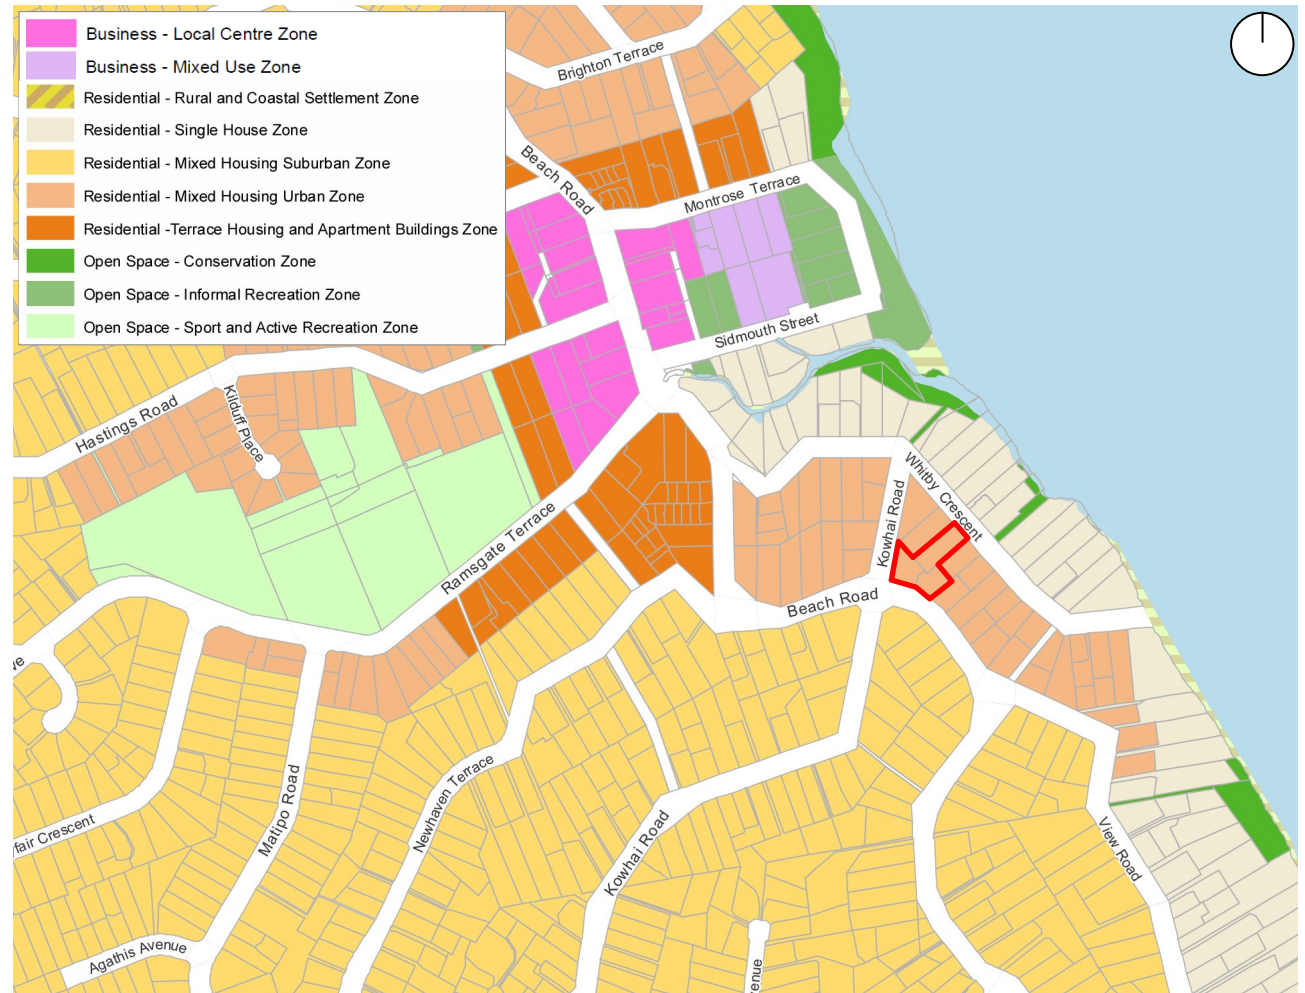 Business - Local Centre Zone
Business - Mixed Use Zone
Residential - Rural and Coastal Settlement Zone
Residential - Single House Zone
Residential - Mixed Housing Suburban Zone
Residential - Mixed Housing Urban Zone
Residential -Terrace Housing and Apartment Buildings Zone
Open Space - Conservation Zone
Open Space - Informal Recreation Zone
Open Space - Sport and Active Recreation Zone
Brighton Terrace
Beach Road
Montrose Terrace
Sidmouth Street
Hastings Road
Kilduff Place
Whitby Crescent
Kowhai Road
Ramsgate Terrace
Beach Road
Matipo Road
Newhaven Terrace
Kowhai Road
View Road
fair Crescent
Agathis Avenue
ve
enue